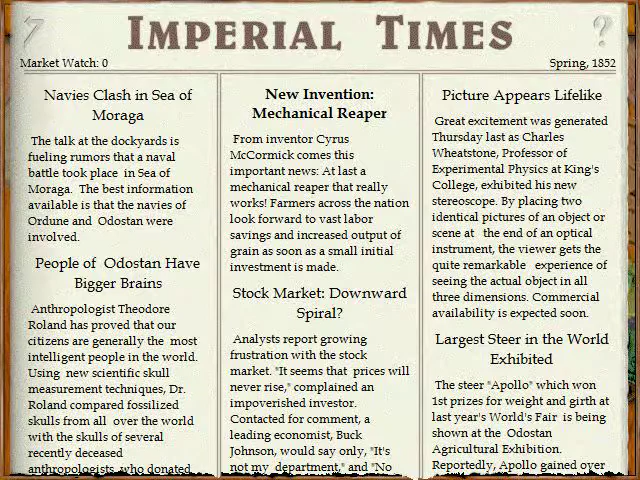 IMPERIAL TIMES
Market Watch: 0
Spring, 1852
Navies Clash in Sea of
Moraga
The talk at the dockyards is
fueling rumors that a naval
battle took place in Sea of
Moraga. The best information
available is that the navies of
Ordune and Odostan were
involved.
People of Odostan Have
Bigger Brains
Anthropologist Theodore
Roland has proved that our
citizens are generally the most
intelligent people in the world.
Using new scientific skull
measurement techniques, Dr.
Roland compared fossilized
skulls from all over the world
with the skulls of several
recently deceased
anthropologists who donated
New Invention:
Mechanical Reaper
From inventor Cyrus
McCormick comes this
important news: At last a
mechanical reaper that really
works! Farmers across the nation
look forward to vast labor
savings and increased output of
grain as soon as a small initial
investment is made.
Stock Market: Downward
Spiral?
Analysts report growing
frustration with the stock
market. "It seems that prices will
never rise," complained an
impoverished investor.
Contacted for comment, a
leading economist, Buck
Johnson, would say only, "It's
not my department," and "No
Picture Appears Lifelike
Great excitement was generated
Thursday last as Charles
Wheatstone, Professor of
Experimental Physics at King's
College, exhibited his new
stereoscope. By placing two
identical pictures of an object or
scene at the end of an optical
instrument, the viewer gets the
quite remarkable experience of
seeing the actual object in all
three dimensions. Commercial
availability is expected soon.
Largest Steer in the World
Exhibited
The steer "Apollo" which won
1st prizes for weight and girth at
last year's World's Fair is being
shown at the Odostan
Agricultural Exhibition.
Reportedly, Apollo gained over